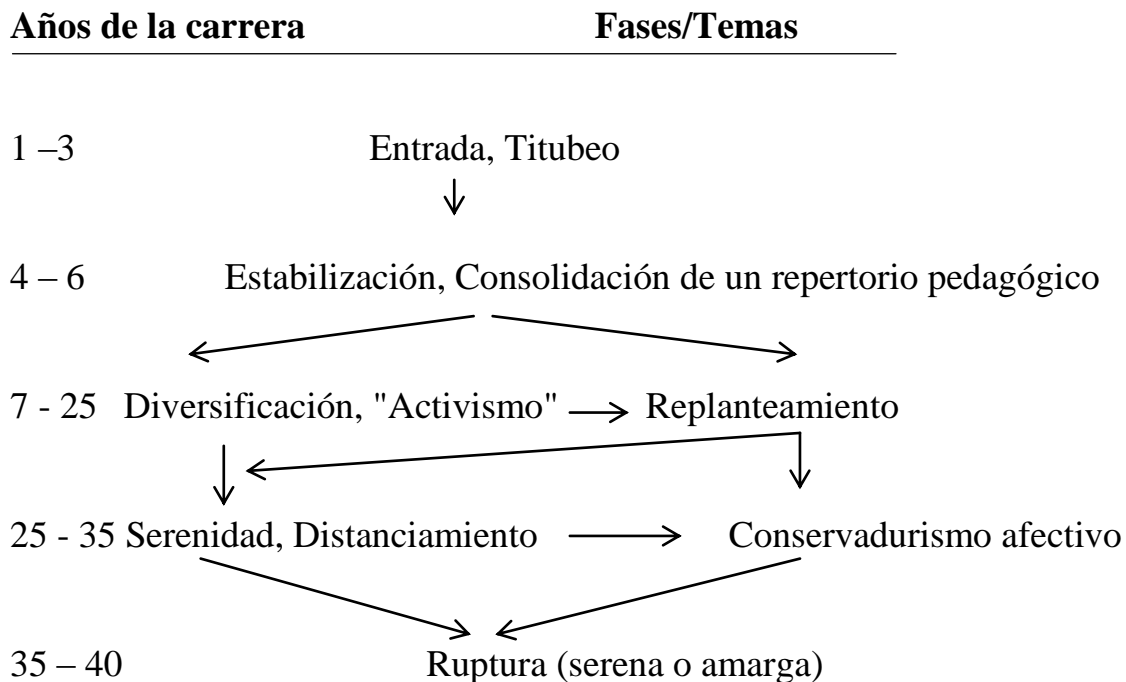 Años de la carrera Fases/Temas
1 –3 Entrada, Titubeo
4 – 6 Estabilización, Consolidación de un repertorio pedagógico
7 - 25 Diversificación, "Activismo" Replanteamiento
25 - 35 Serenidad, Distanciamiento Conservadurismo afectivo
35 – 40 Ruptura (serena o amarga)